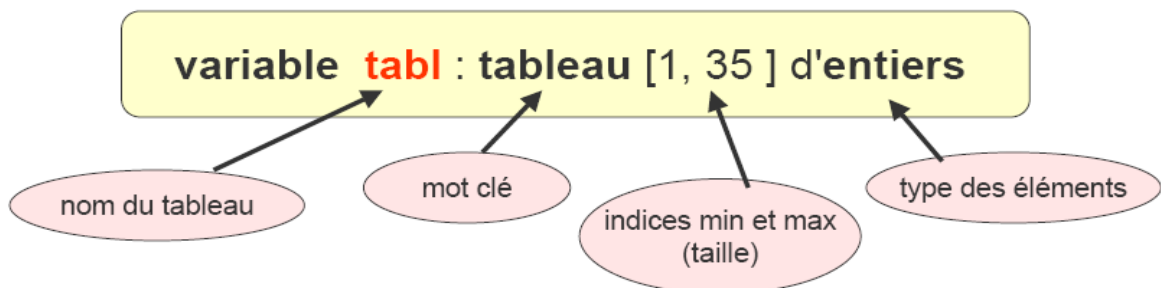 variable tabl : tableau [1, 35 ] d'entiers
nom du tableau
mot clé
indices min et max
(taille)
type des éléments